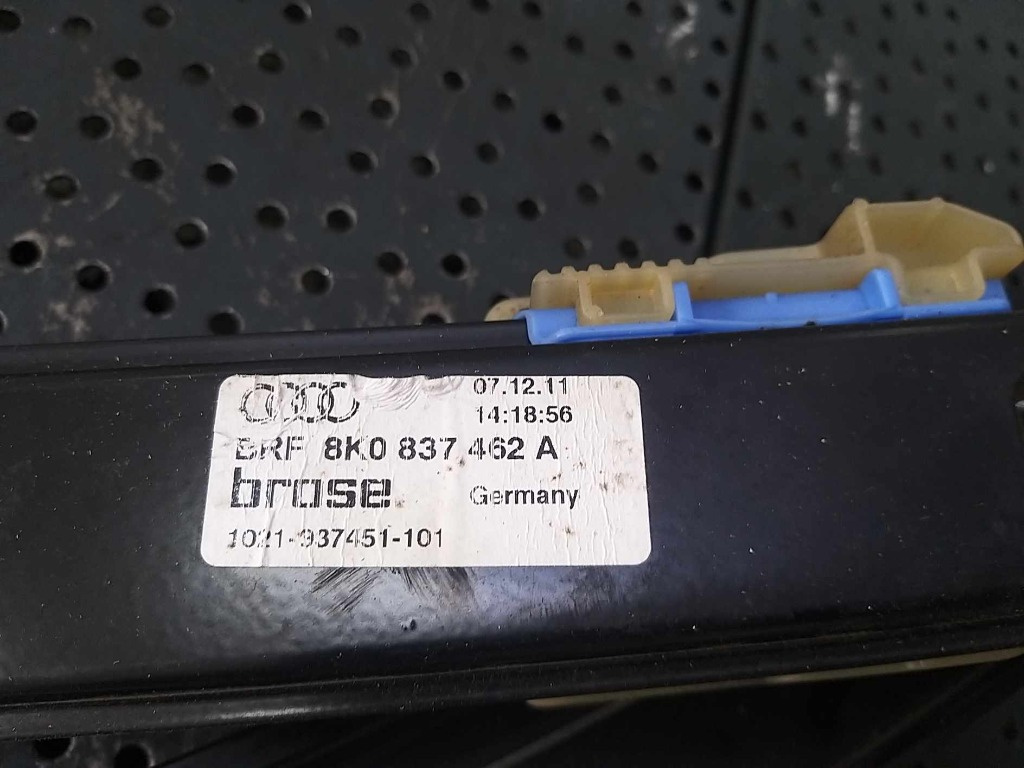 07.12.11
14:18:56
BRF 8K0 837 462 A
brose Germany
1021-937451-101